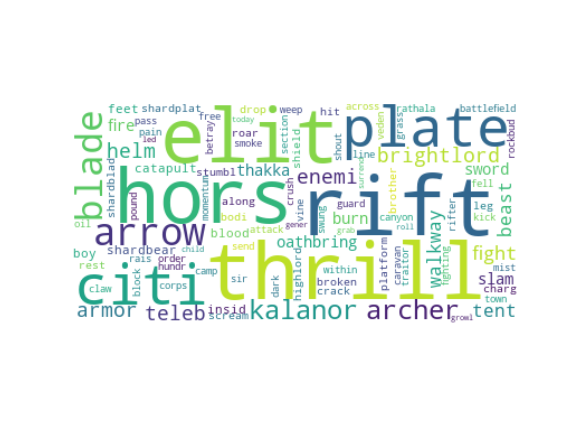 feet shardplat drop weep hit across rathala battlefield
fire pass free today elit plate veden grass rockbud
blade pain led betray roar smoke section shield shout line brightlord
helm catapult stumbl thakka enemi canyon sword
shardblad hors momentum along crush rift brother fell beast
pound vine guard swung burn rifter leg kick
oil arrow bodi blood attack gener grab roll surrend walkway
boy shardbear child oathbring platform caravan traitor fight
rest rais order hundr send thrill mist
claw citi block camp corps sir dark highlord within broken crack slam charg
armor teleb insid scream kalanor archer growl town tent
fighting